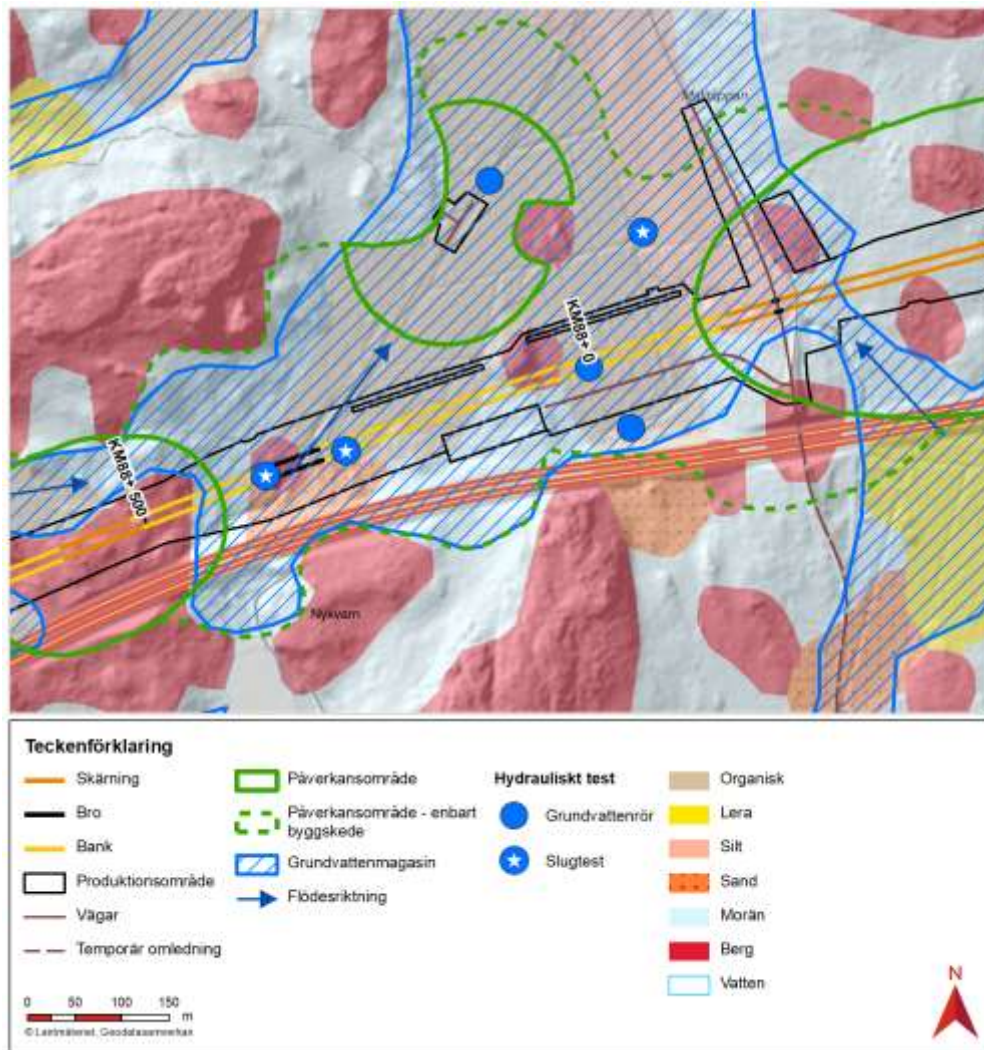 KM88+ 0
KM88+ 500
Nykvarn
Teckenförklaring
Skärning
Bro
Bank
Produktionsområde
Vägar
Temporär omledning
Påverkansområde
Påverkansområde - enbart
byggskede
Grundvattenmagasin
Flödesriktning
Hydrauliskt test
Grundvattenrör
Slugtest
Organisk
Lera
Silt
Sand
Morän
Berg
Vatten
0 50 100 150
m
© Lantmäteriet, Geodatasamverkan
N